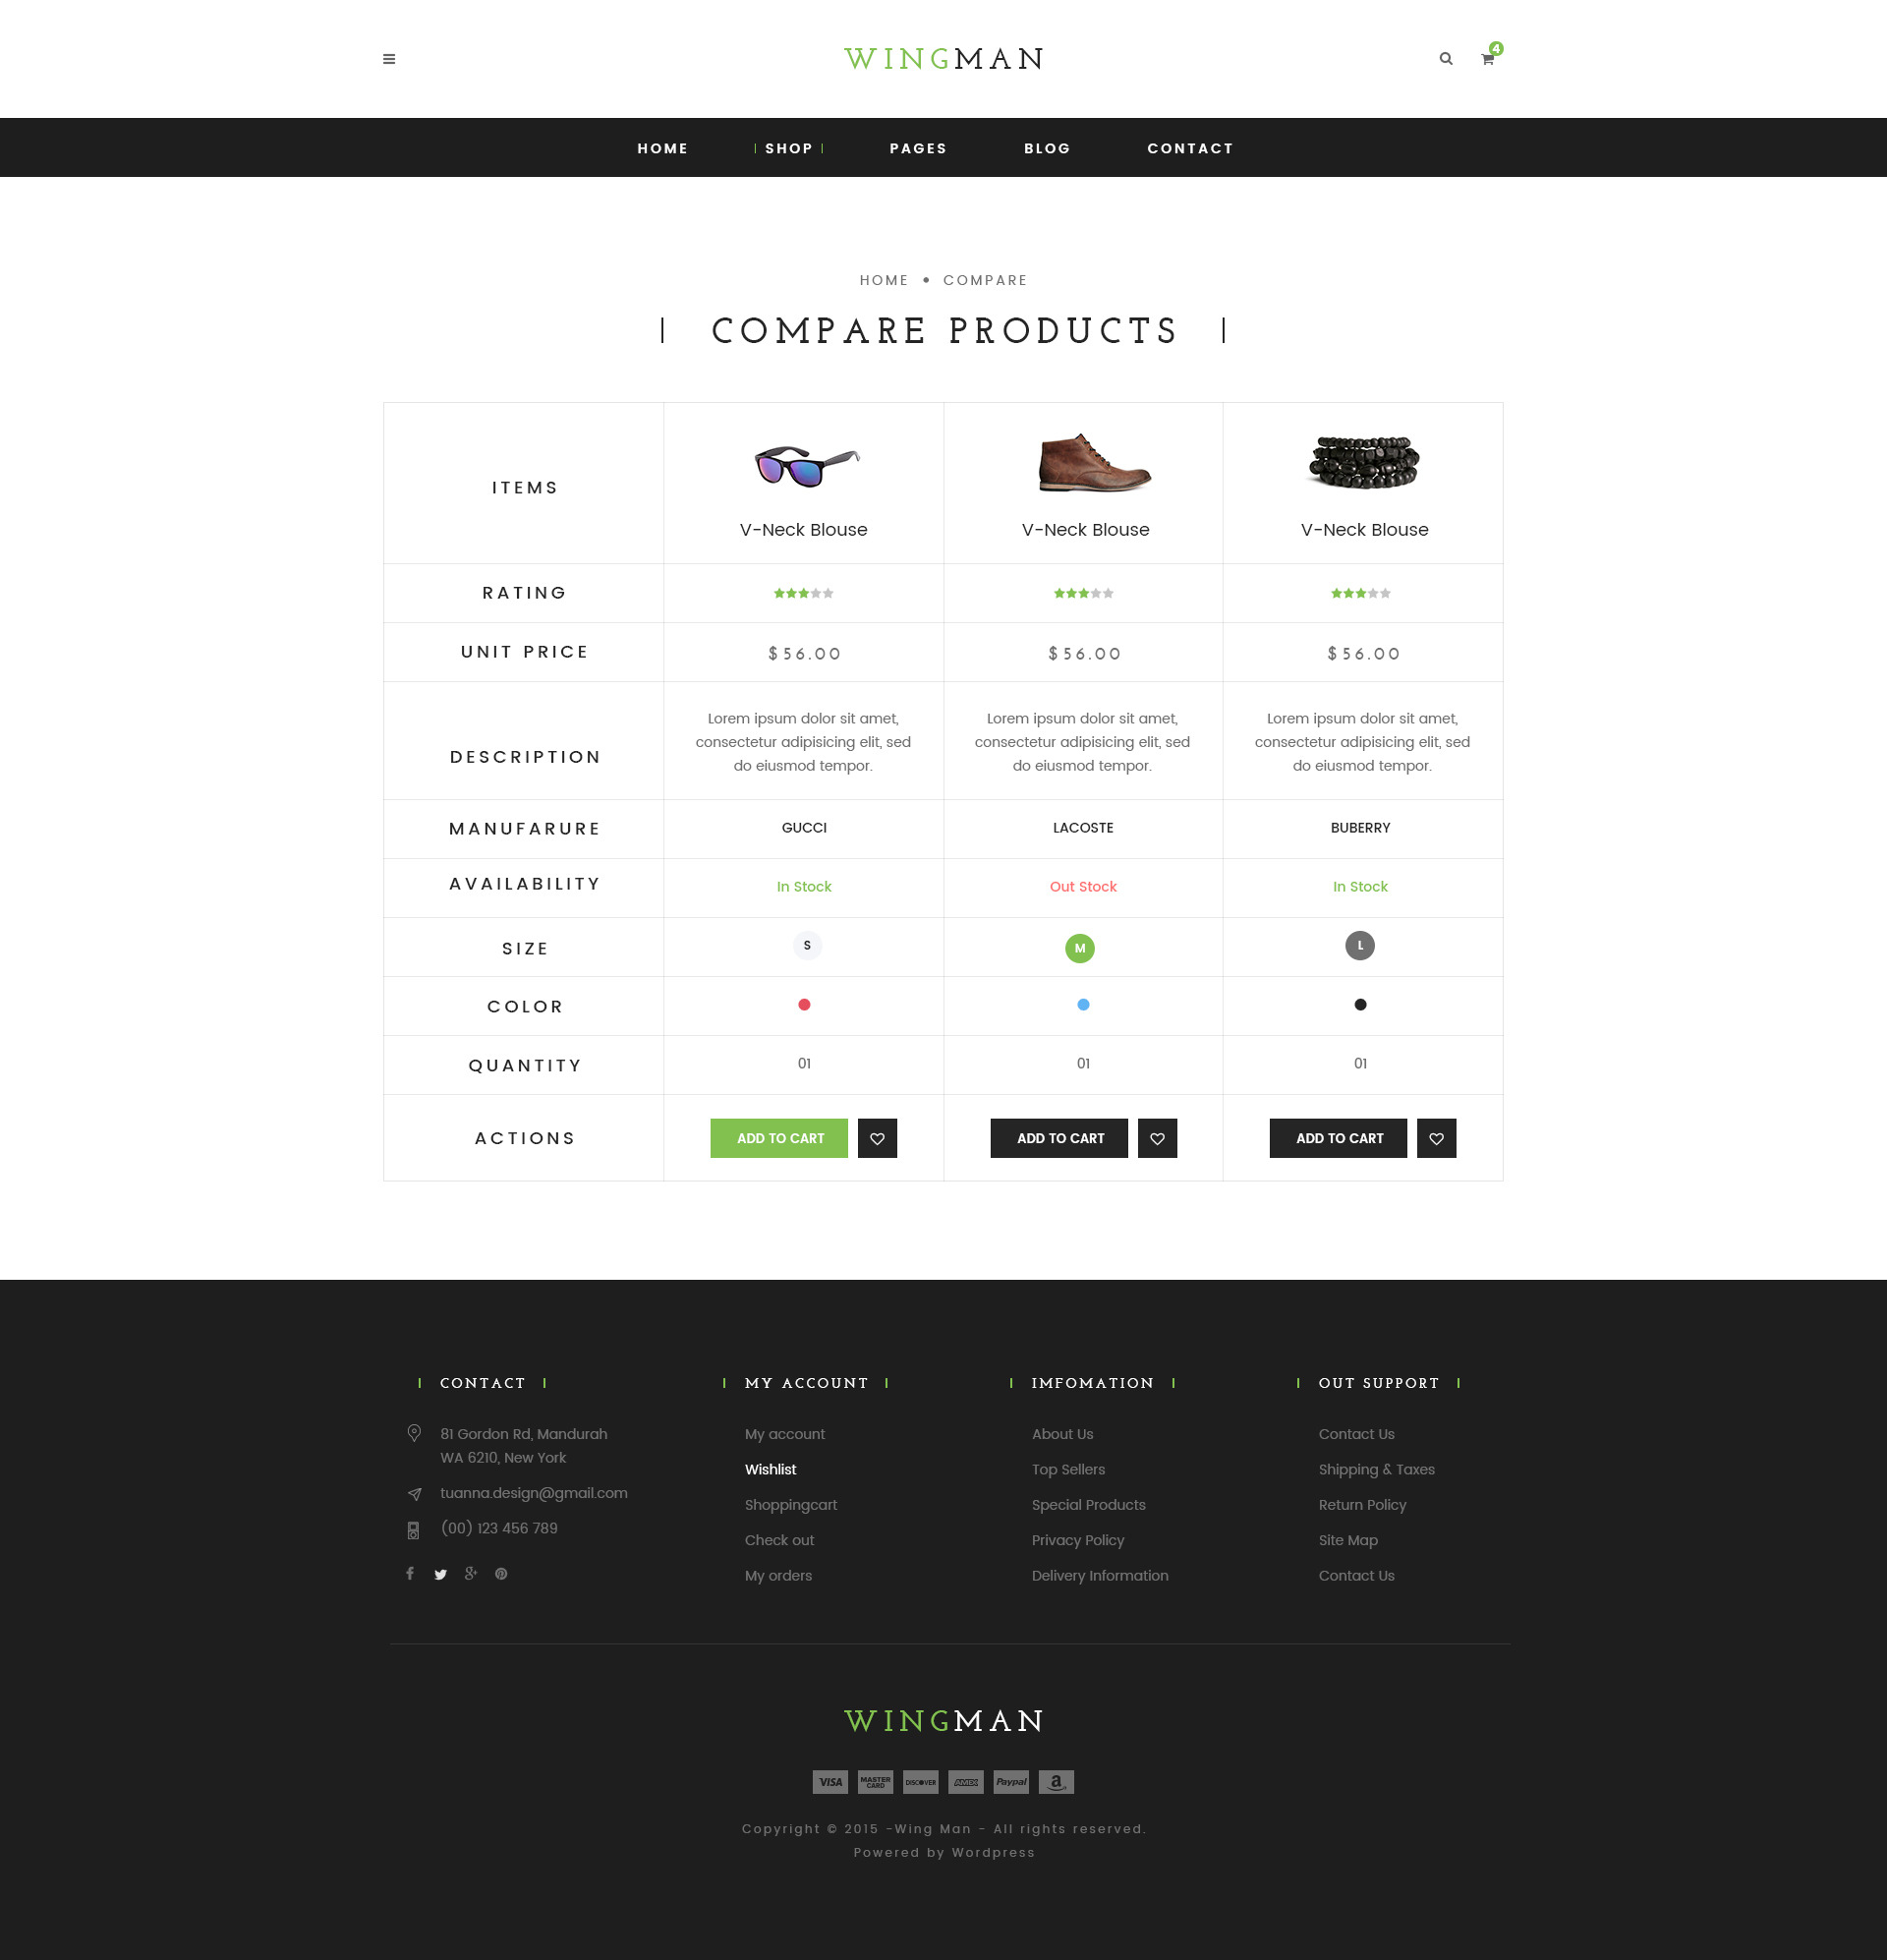 WINGMAN
4
HOME SHOP PAGES BLOG CONTACT
HOME • COMPARE
COMPARE PRODUCTS
ITEMS
V-Neck Blouse V-Neck Blouse V-Neck Blouse
RATING
UNIT PRICE $56.00 $56.00 $56.00
DESCRIPTION
Lorem ipsum dolor sit amet,
consectetur adipisicing elit, sed
do eiusmod tempor.
Lorem ipsum dolor sit amet,
consectetur adipisicing elit, sed
do eiusmod tempor.
Lorem ipsum dolor sit amet,
consectetur adipisicing elit, sed
do eiusmod tempor.
MANUFARURE GUCCI LACOSTE BUBERRY
AVAILABILITY In Stock Out Stock In Stock
SIZE S M L
COLOR
QUANTITY 01 01 01
ACTIONS ADD TO CART ADD TO CART ADD TO CART
CONTACT
81 Gordon Rd, Mandurah
WA 6210, New York
tuanna.design@gmail.com
(00) 123 456 789
MY ACCOUNT
My account
Wishlist
Shoppingcart
Check out
My orders
IMFOMATION
About Us
Top Sellers
Special Products
Privacy Policy
Delivery Information
OUT SUPPORT
Contact Us
Shipping & Taxes
Return Policy
Site Map
Contact Us
WINGMAN
VISA MASTER CARD DISCOVER AMEX Paypal a
Copyright © 2015 -Wing Man - All rights reserved.
Powered by Wordpress